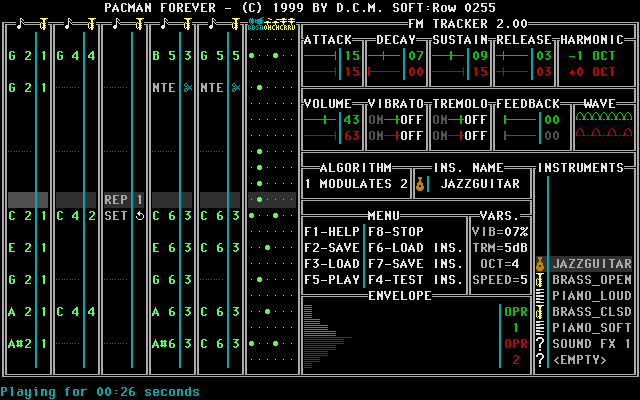 PACMAN FOREVER - (C) 1999 BY D.C.M. SOFT:Row 0255
FM TRACKER 2.00
ATTACK DECAY SUSTAIN RELEASE HARMONIC
15 07 09 03 -1 OCT
15 00 15 03 +0 OCT
VOLUME VIBRATO TREMOLO FEEDBACK WAVE
43 ON OFF ON OFF 00
63 ON OFF ON OFF 00
ALGORITHM INS. NAME INSTRUMENTS
1 MODULATES 2 JAZZGUITAR
MENU VARS.
F1-HELP F8-STOP VIB=07%
F2-SAVE F6-LOAD INS. TRM=5dB
F3-LOAD F7-SAVE INS. OCT=4
F5-PLAY F4-TEST INS. SPEED=5
ENVELOPE
OPR
1
OPR
2
JAZZGUITAR
BRASS_OPEN
PIANO_LOUD
BRASS_CLSD
PIANO_SOFT
SOUND FX 1
<EMPTY>
G 2 1 G 4 4 B 5 3 G 5 5
G 2 1 NTE NTE
REP 1
C 2 1 C 4 2 SET C 6 3 C 6 3
E 2 1 E 6 3 C 6 3
G 2 1 G 6 3
A 2 1 C 4 4 A 6 3 C 6 3
A#2 1 A#6 3 C 6 3
Playing for 00:26 seconds